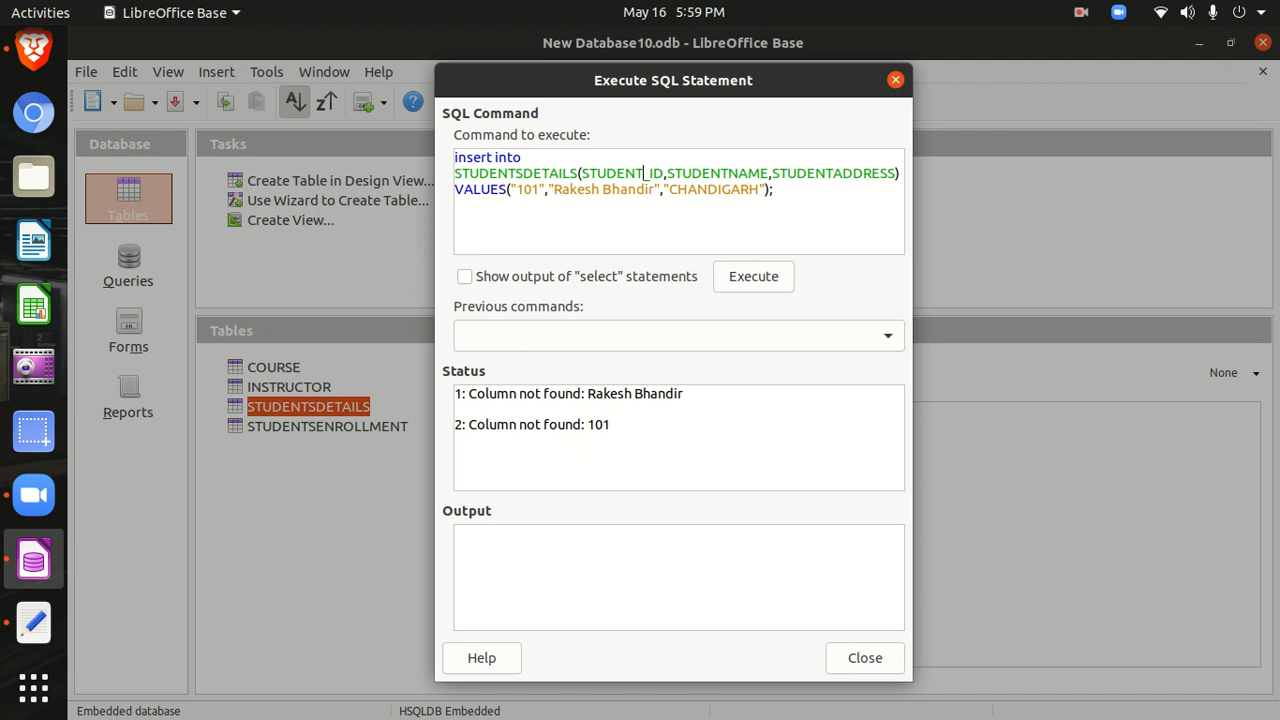 Activities
LibreOffice Base
May 16 5:59 PM
New Database10.odb - LibreOffice Base
File Edit View Insert Tools Window Help
Database
Tables
Queries
Forms
Reports
Tasks
Create Table in Design View...
Use Wizard to Create Table...
Create View...
Tables
COURSE
INSTRUCTOR
STUDENTSDETAILS
STUDENTSENROLLMENT
None
Execute SQL Statement
SQL Command
Command to execute:
insert into
STUDENTSDETAILS(STUDENT_ID,STUDENTNAME,STUDENTADDRESS)
VALUES("101","Rakesh Bhandir","CHANDIGARH");
Show output of "select" statements
Execute
Previous commands:
Status
1: Column not found: Rakesh Bhandir
2: Column not found: 101
Output
Help
Close
Embedded database
HSQLDB Embedded